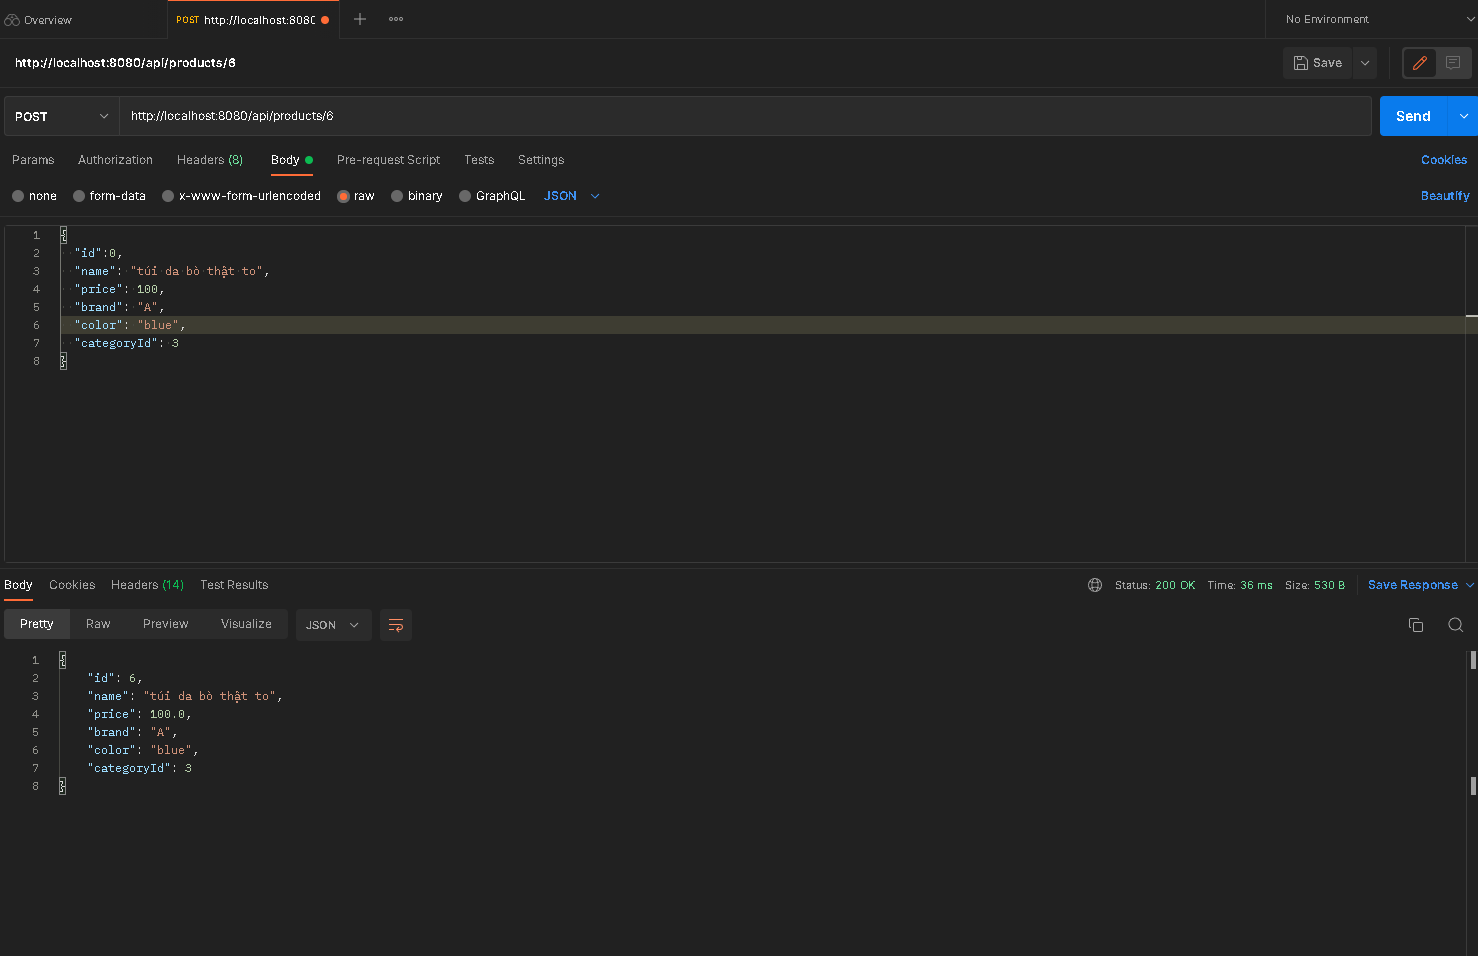 Overview
POST http://localhost:808
No Environment
http://localhost:8080/api/products/6
Save
POST
http://localhost:8080/api/products/6
Send
Params Authorization Headers (8) Body Pre-request Script Tests Settings Cookies
none form-data x-www-form-urlencoded raw binary GraphQL JSON Beautify
1 {
2 "id":0,
3 "name": "túi da bò thật to",
4 "price": 100,
5 "brand": "A",
6 "color": "blue",
7 "categoryId": 3
8 }
Body Cookies Headers (14) Test Results Status: 200 OK Time: 36 ms Size: 530 B Save Response
Pretty Raw Preview Visualize JSON
1 {
2 "id": 6,
3 "name": "túi da bò thật to",
4 "price": 100.0,
5 "brand": "A",
6 "color": "blue",
7 "categoryId": 3
8 }